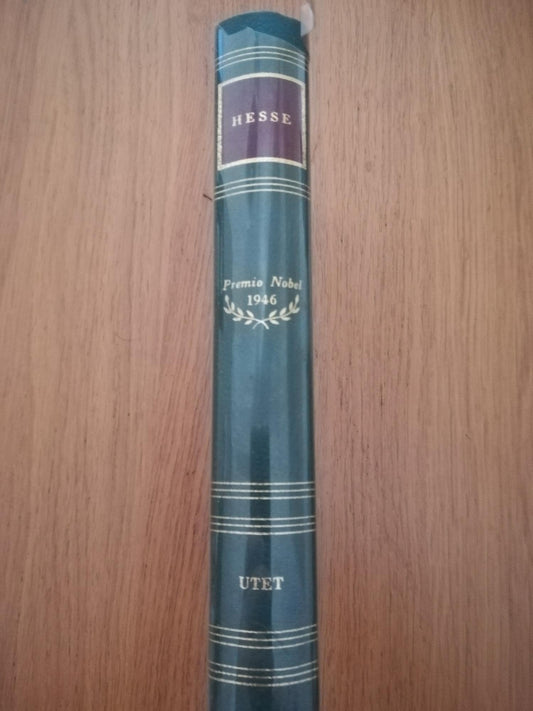 HESSE
Premio Nobel
1946
UTET